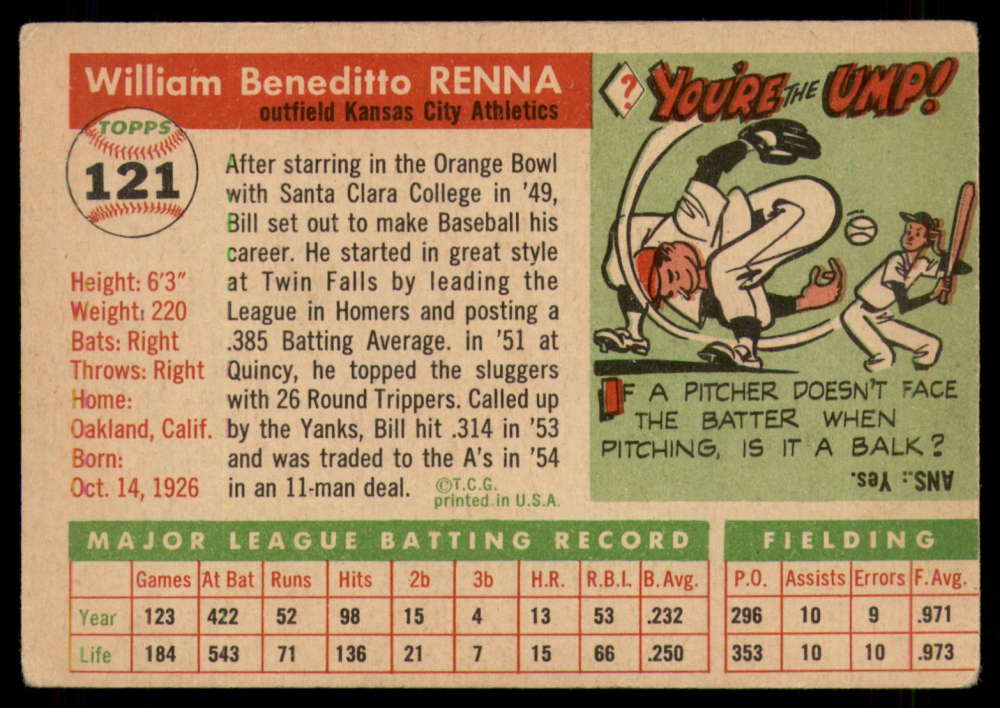 William Beneditto RENNA
outfield Kansas City Athletics
TOPPS
121
Height: 6'3"
Weight: 220
Bats: Right
Throws: Right
Home:
Oakland, Calif.
Born:
Oct. 14, 1926
After starring in the Orange Bowl
with Santa Clara College in '49,
Bill set out to make Baseball his
career. He started in great style
at Twin Falls by leading the
League in Homers and posting a
.385 Batting Average. in '51 at
Quincy, he topped the sluggers
with 26 Round Trippers. Called up
by the Yanks, Bill hit .314 in '53
and was traded to the A's in '54
in an 11-man deal.
©T.C.G.
printed in U.S.A.
?
YOU'RE THE UMP!
IF A PITCHER DOESN'T FACE
THE BATTER WHEN
PITCHING, IS IT A BALK?
ANS.: Yes.
MAJOR LEAGUE BATTING RECORD
Games At Bat Runs Hits 2b 3b H.R. R.B.I. B.Avg.
Year 123 422 52 98 15 4 13 53 .232
Life 184 543 71 136 21 7 15 66 .250
FIELDING
P.O. Assists Errors F.Avg.
296 10 9 .971
353 10 10 .973